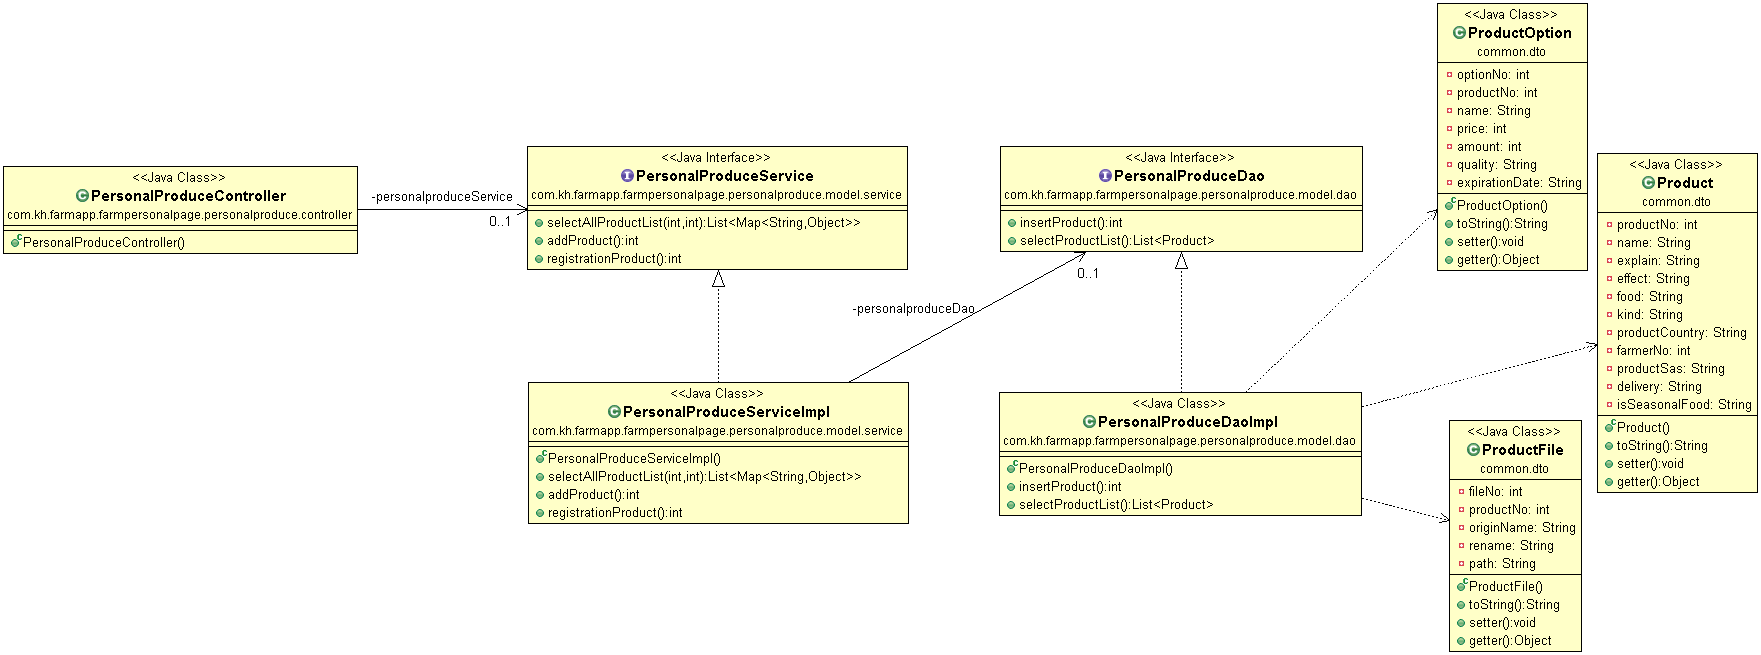 <<Java Class>>
PersonalProduceController
com.kh.farmapp.farmpersonalpage.personalproduce.controller
PersonalProduceController()
-personalproduceService
0..1
<<Java Interface>>
PersonalProduceService
com.kh.farmapp.farmpersonalpage.personalproduce.model.service
selectAllProductList(int,int):List<Map<String,Object>>
addProduct():int
registrationProduct():int
<<Java Interface>>
PersonalProduceDao
com.kh.farmapp.farmpersonalpage.personalproduce.model.dao
insertProduct():int
selectProductList():List<Product>
0..1
-personalproduceDao
<<Java Class>>
PersonalProduceServiceImpl
com.kh.farmapp.farmpersonalpage.personalproduce.model.service
PersonalProduceServiceImpl()
selectAllProductList(int,int):List<Map<String,Object>>
addProduct():int
registrationProduct():int
<<Java Class>>
PersonalProduceDaoImpl
com.kh.farmapp.farmpersonalpage.personalproduce.model.dao
PersonalProduceDaoImpl()
insertProduct():int
selectProductList():List<Product>
<<Java Class>>
ProductOption
common.dto
optionNo: int
productNo: int
name: String
price: int
amount: int
quality: String
expirationDate: String
ProductOption()
toString():String
setter():void
getter():Object
<<Java Class>>
Product
common.dto
productNo: int
name: String
explain: String
effect: String
food: String
kind: String
productCountry: String
farmerNo: int
productSas: String
delivery: String
isSeasonalFood: String
Product()
toString():String
setter():void
getter():Object
<<Java Class>>
ProductFile
common.dto
fileNo: int
productNo: int
originName: String
rename: String
path: String
ProductFile()
toString():String
setter():void
getter():Object